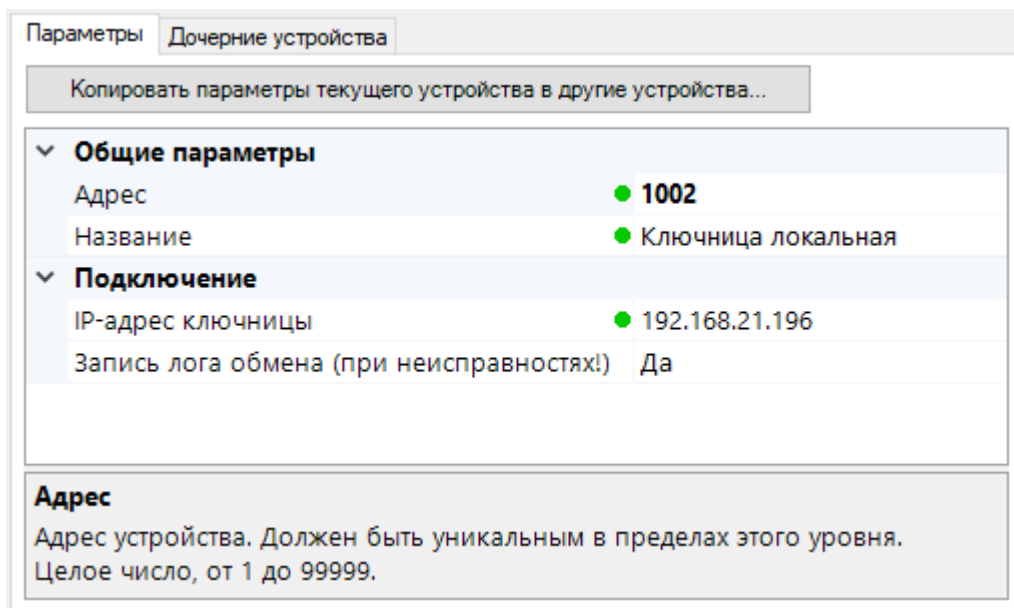 Параметры Дочерние устройства
Копировать параметры текущего устройства в другие устройства...
Общие параметры
Адрес 1002
Название Ключница локальная
Подключение
IP-адрес ключницы 192.168.21.196
Запись лога обмена (при неисправностях!) Да
Адрес
Адрес устройства. Должен быть уникальным в пределах этого уровня.
Целое число, от 1 до 99999.